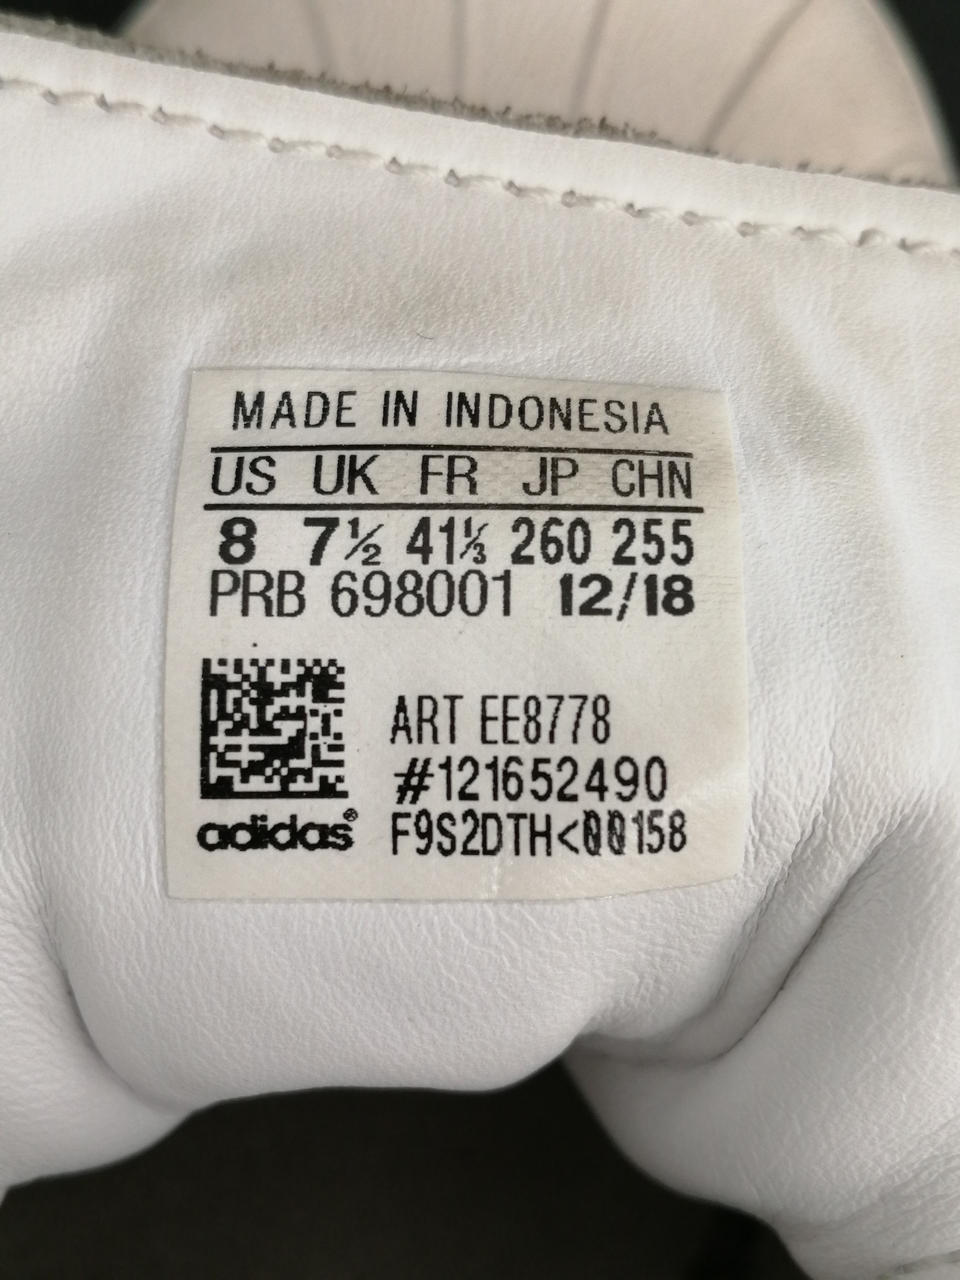 MADE IN INDONESIA
US UK FR JP CHN
8 7½ 41⅓ 260 255
PRB 698001 12/18
ART EE8778
#121652490
adidas® F9S2DTH<00158